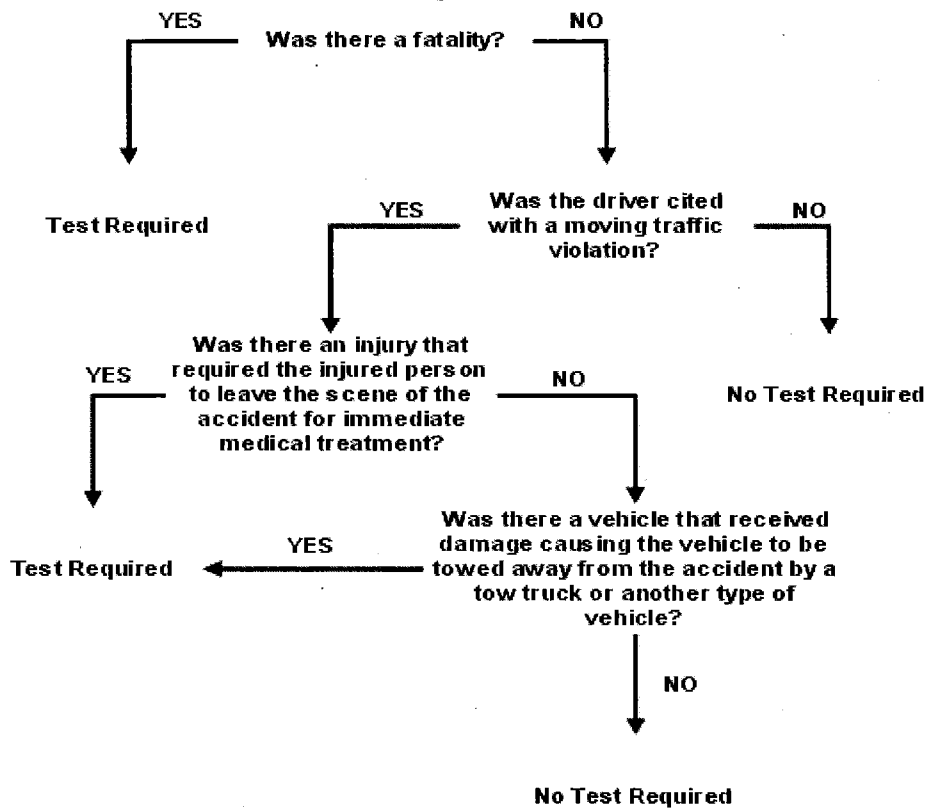 YES
Was there a fatality?
NO
Test Required
YES
Was the driver cited
with a moving traffic
violation?
NO
YES
Was there an injury that
required the injured person
to leave the scene of the
accident for immediate
medical treatment?
NO
No Test Required
Test Required
YES
Was there a vehicle that received
damage causing the vehicle to be
towed away from the accident by a
tow truck or another type of
vehicle?
NO
No Test Required